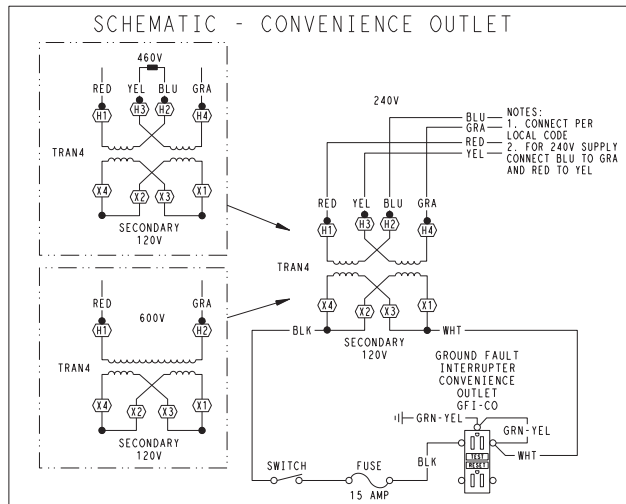 SCHEMATIC - CONVENIENCE OUTLET
460V
RED YEL BLU GRA
H1 H3 H2 H4
TRAN4
X4 X2 X3 X1
SECONDARY
120V
RED GRA
600V
H1 H2
TRAN4
X4 X2 X3 X1
SECONDARY
120V
240V
BLU
GRA
RED
YEL
NOTES:
1. CONNECT PER
LOCAL CODE
2. FOR 240V SUPPLY
CONNECT BLU TO GRA
AND RED TO YEL
RED YEL BLU GRA
H1 H3 H2 H4
TRAN4
X4 X2 X3 X1
BLK
WHT
SECONDARY
120V
GROUND FAULT
INTERRUPTER
CONVENIENCE
OUTLET
GFI-CO
GRN-YEL
GRN-YEL
WHT
BLK
TEST
RESET
SWITCH
FUSE
15 AMP